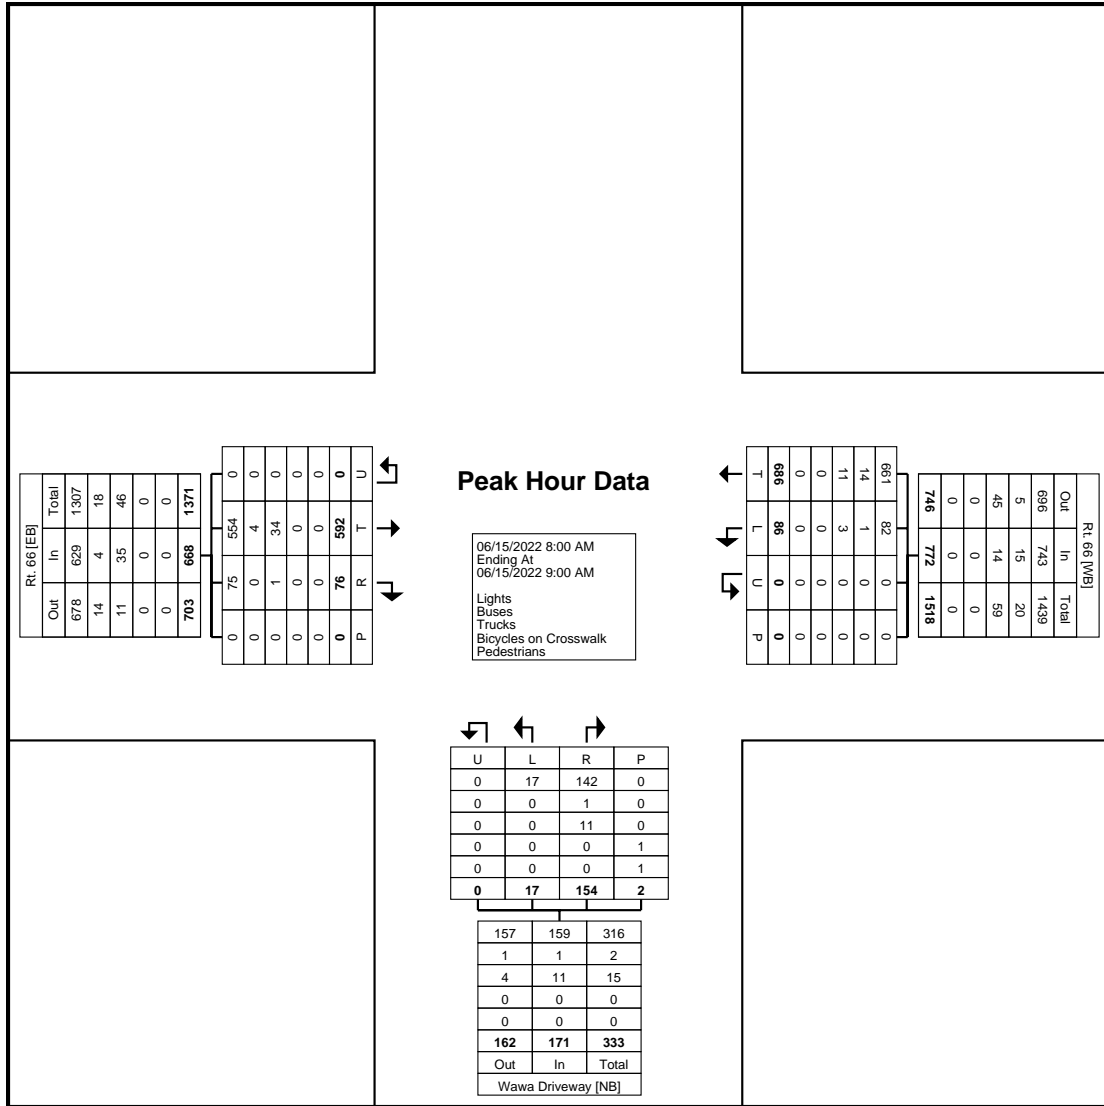 Peak Hour Data
06/15/2022 8:00 AM
Ending At
06/15/2022 9:00 AM
Lights
Buses
Trucks
Bicycles on Crosswalk
Pedestrians
Rt. 66 [EB]
Total In Out
1307 629 678
18 4 14
46 35 11
0 0 0
0 0 0
1371 668 703
0 554 75 0
0 4 0 0
0 34 1 0
0 0 0 0
0 0 0 0
0 592 76 0
U T R P
Rt. 66 [WB]
Out In Total
696 743 1439
5 15 20
45 14 59
0 0 0
0 0 0
746 772 1518
661 82 0 0
14 1 0 0
11 3 0 0
0 0 0 0
0 0 0 0
686 86 0 0
T L U P
U L R P
0 17 142 0
0 0 1 0
0 0 11 0
0 0 0 1
0 0 0 1
0 17 154 2
157 159 316
1 1 2
4 11 15
0 0 0
0 0 0
162 171 333
Out In Total
Wawa Driveway [NB]